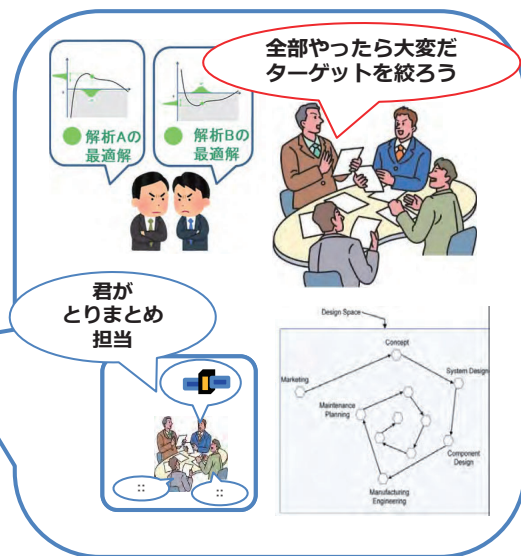 全部やったら大変だ
ターゲットを絞ろう
解析Aの
最適解
解析Bの
最適解
君が
とりまとめ
担当
::
::
Design Space
Concept
Marketing
System Design
Maintenance
Planning
Component
Design
Manufacturing
Engineering